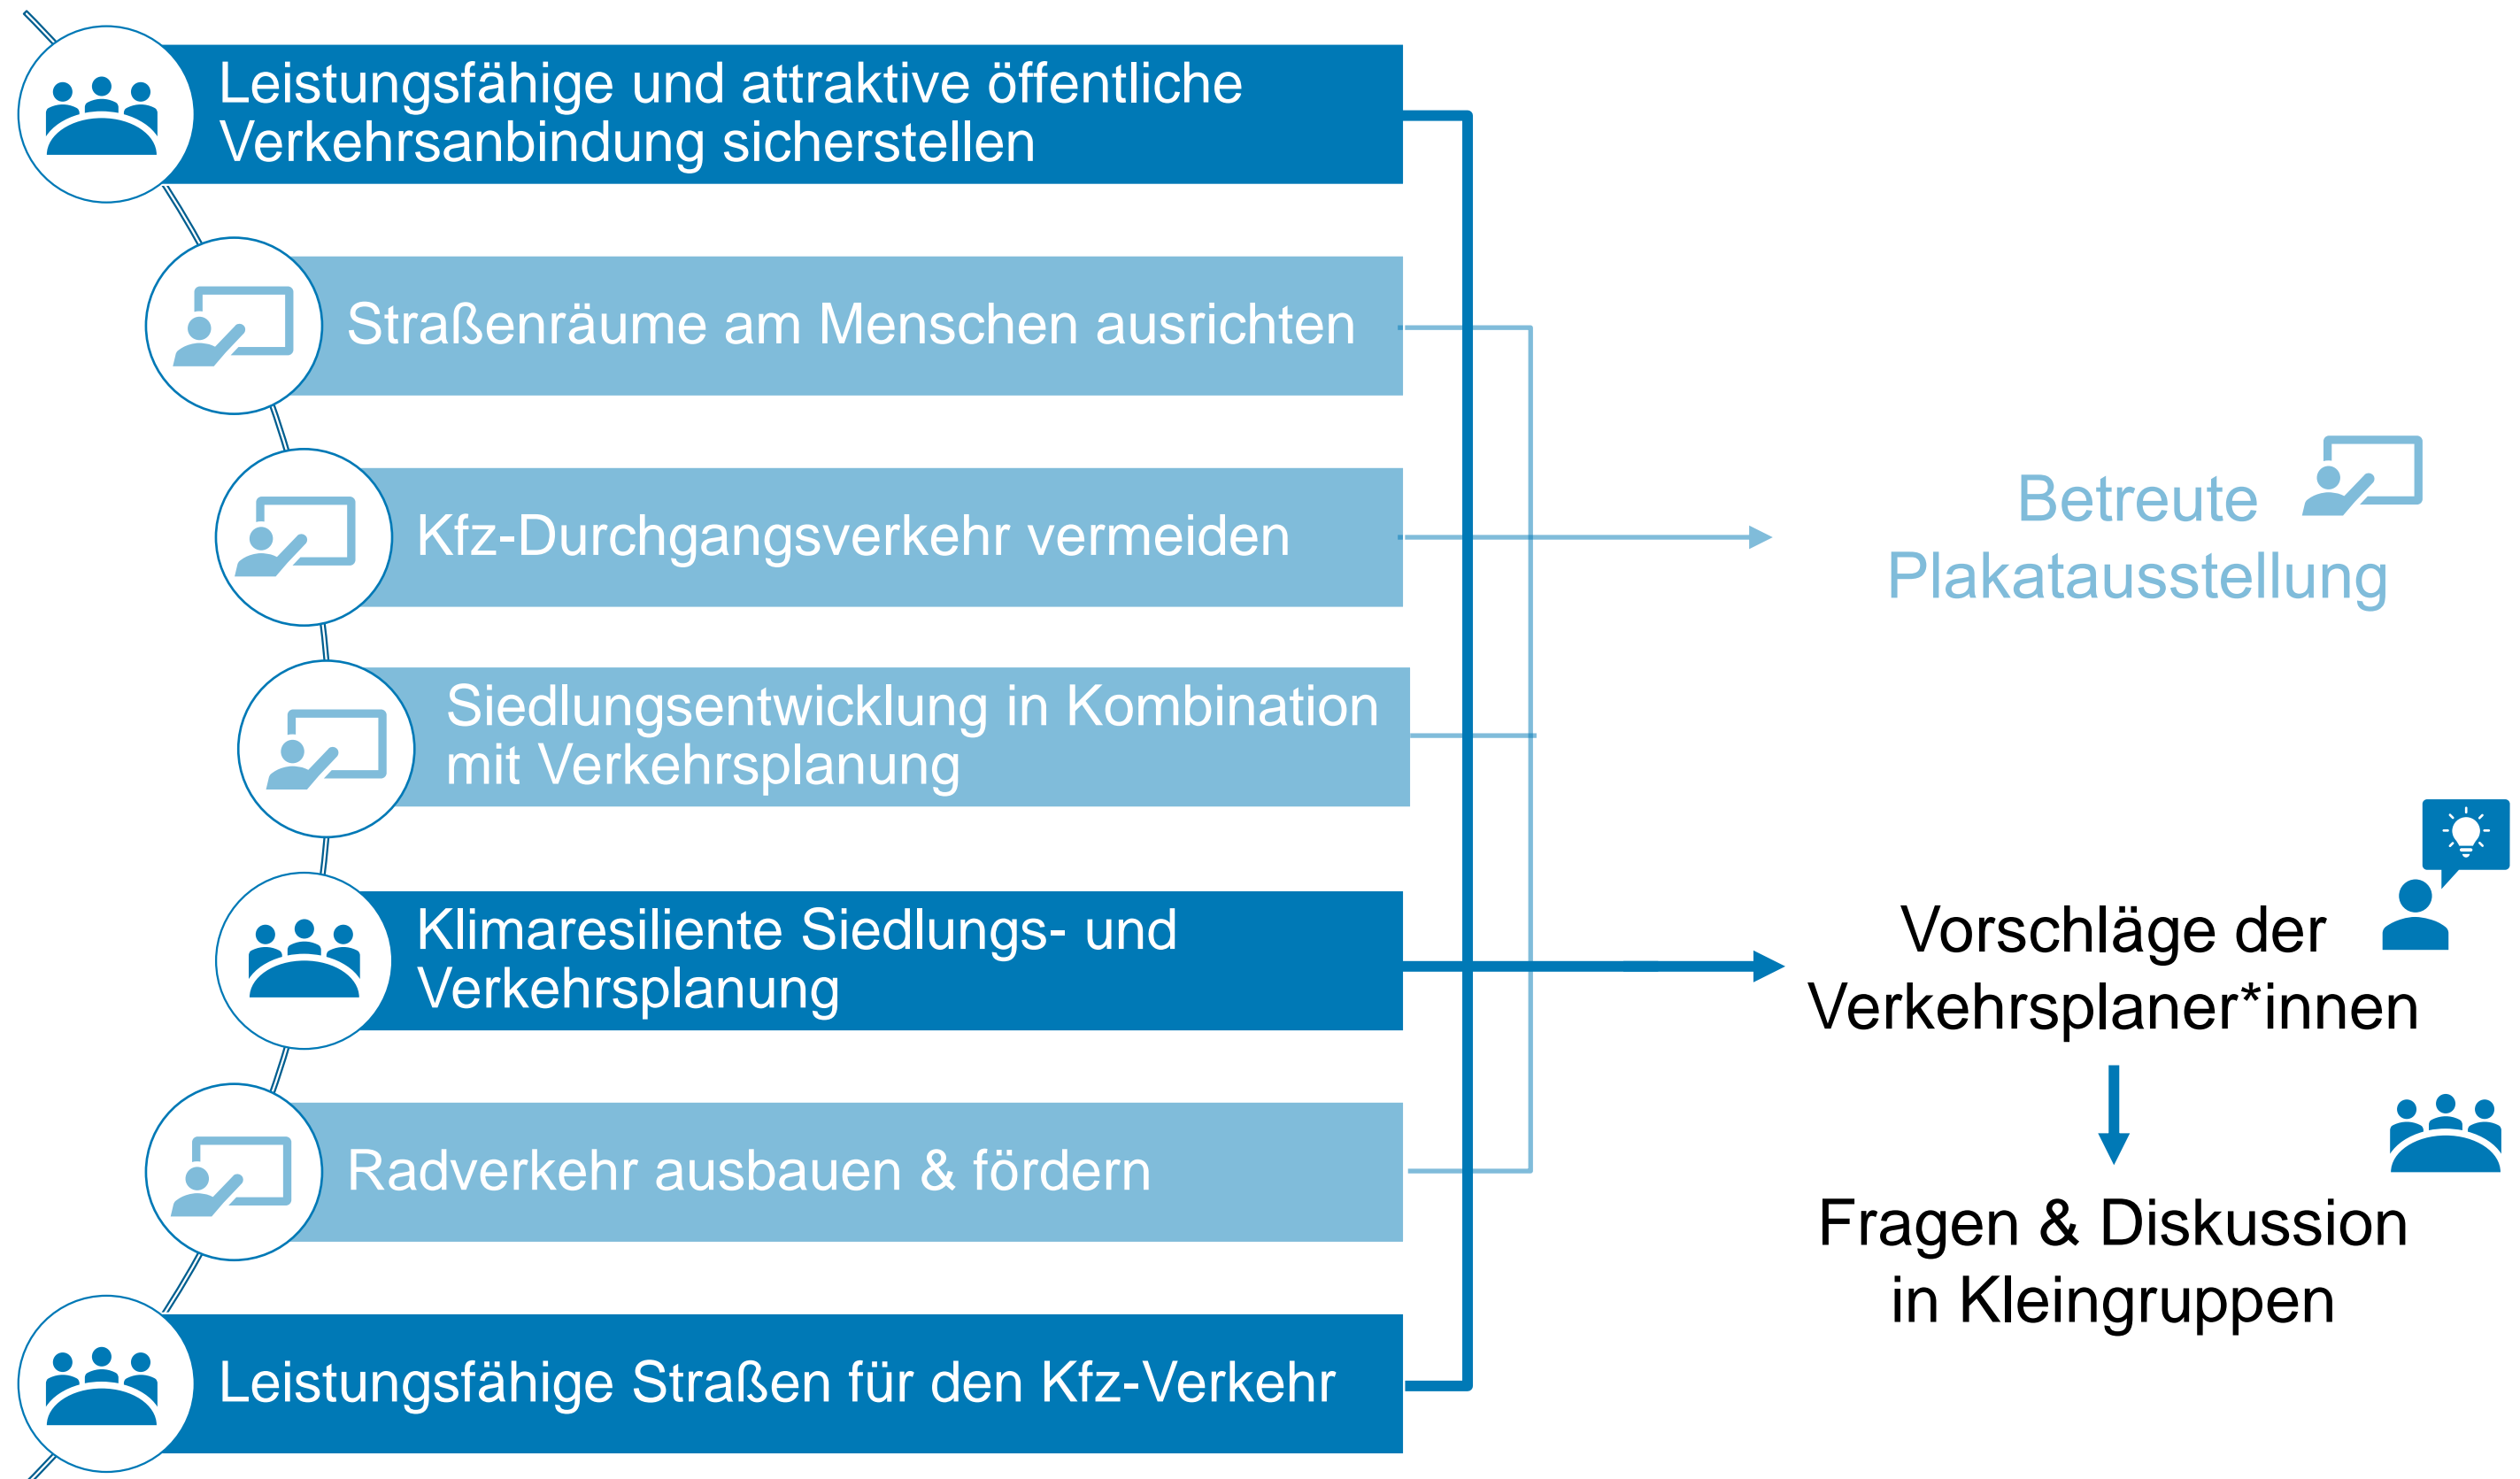 Leistungsfähige und attraktive öffentliche
Verkehrsanbindung sicherstellen
Straßenräume am Menschen ausrichten
Kfz-Durchgangsverkehr vermeiden
Siedlungsentwicklung in Kombination
mit Verkehrsplanung
Klimaresiliente Siedlungs- und
Verkehrsplanung
Radverkehr ausbauen & fördern
Leistungsfähige Straßen für den Kfz-Verkehr
Betreute
Plakatausstellung
Vorschläge der
Verkehrsplaner*innen
Fragen & Diskussion
in Kleingruppen